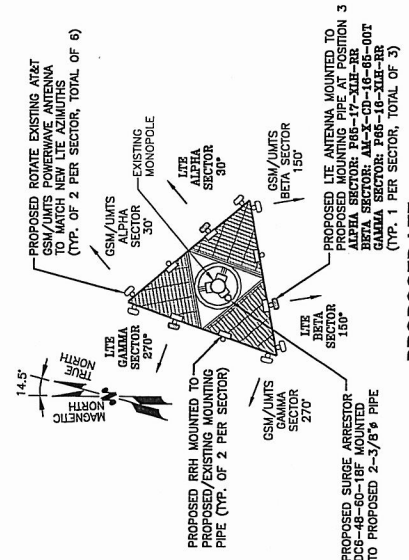 PROPOSED ROTATE EXISTING AT&T
GSM/UMTS POWERWAVE ANTENNA
TO MATCH NEW LTE AZIMUTHS
(TYP. OF 2 PER SECTOR, TOTAL OF 6)
14.5°
TRUE
NORTH
MAGNETIC
NORTH
GSM/UMTS
ALPHA
SECTOR
30°
EXISTING
MONOPOLE
LTE
ALPHA
SECTOR
30°
LTE
GAMMA
SECTOR
270°
GSM/UMTS
BETA SECTOR
150°
PROPOSED RRH MOUNTED TO
PROPOSED/EXISTING MOUNTING
PIPE (TYP. OF 2 PER SECTOR)
LTE
BETA
SECTOR
150°
GSM/UMTS
GAMMA
SECTOR
270°
PROPOSED LTE ANTENNA MOUNTED TO
PROPOSED MOUNTING PIPE AT POSITION 3
ALPHA SECTOR: P65-17-XLH-RR
BETA SECTOR: AM-X-CD-16-65-00T
GAMMA SECTOR: P65-16-XLH-RR
(TYP. 1 PER SECTOR, TOTAL OF 3)
PROPOSED SURGE ARRESTOR
DC6-48-60-18F MOUNTED
TO PROPOSED 2-3/8"ø PIPE